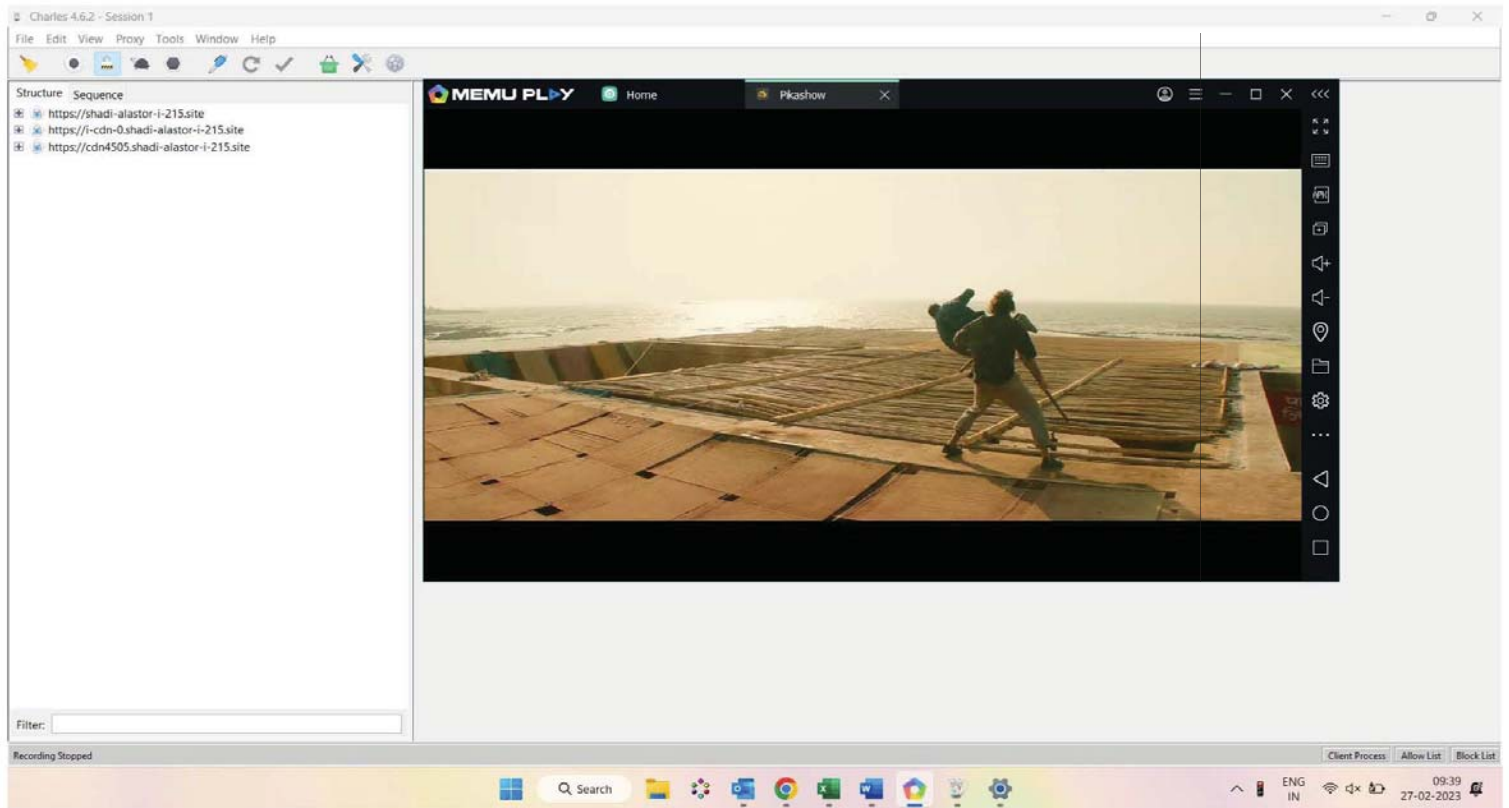 Charles 4.6.2 - Session 1
File Edit View Proxy Tools Window Help
Structure Sequence
https://shadi-alastor-i-215.site
https://i-cdn-0.shadi-alastor-i-215.site
https://cdn4505.shadi-alastor-i-215.site
MEMU PLAY Home Pikashow
APK
Filter:
Recording Stopped
Client Process Allow List Block List
Search
ENG
IN
09:39
27-02-2023